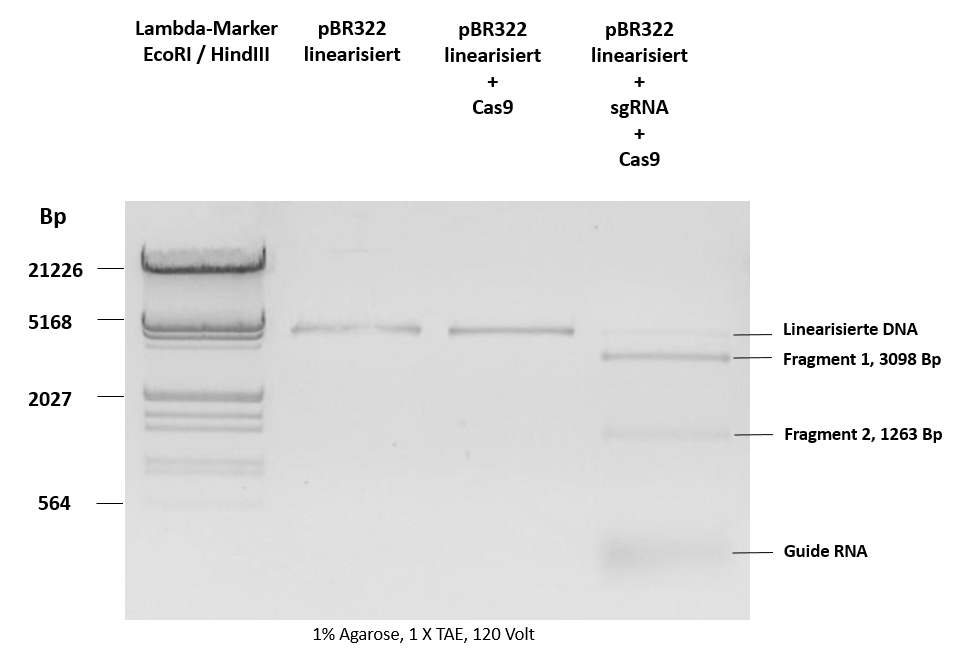 Lambda-Marker
EcoRI / HindIII
pBR322
linearisiert
pBR322
linearisiert
+
Cas9
pBR322
linearisiert
+
sgRNA
+
Cas9
Bp
21226
5168
2027
564
Linearisierte DNA
Fragment 1, 3098 Bp
Fragment 2, 1263 Bp
Guide RNA
1% Agarose, 1 X TAE, 120 Volt